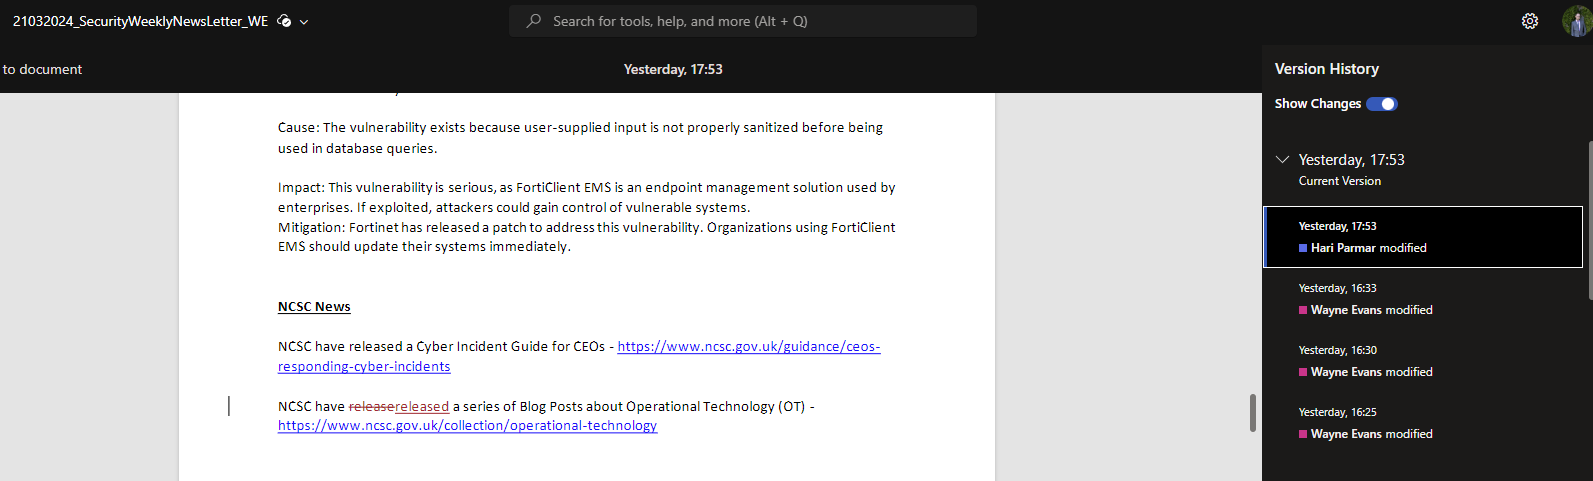 21032024_SecurityWeeklyNewsLetter_WE
Search for tools, help, and more (Alt + Q)
to document
Yesterday, 17:53
Cause: The vulnerability exists because user-supplied input is not properly sanitized before being
used in database queries.
Impact: This vulnerability is serious, as FortiClient EMS is an endpoint management solution used by
enterprises. If exploited, attackers could gain control of vulnerable systems.
Mitigation: Fortinet has released a patch to address this vulnerability. Organizations using FortiClient
EMS should update their systems immediately.
NCSC News
NCSC have released a Cyber Incident Guide for CEOs - https://www.ncsc.gov.uk/guidance/ceos-
responding-cyber-incidents
NCSC have releasereleased a series of Blog Posts about Operational Technology (OT) -
https://www.ncsc.gov.uk/collection/operational-technology
Version History
Show Changes
Yesterday, 17:53
Current Version
Yesterday, 17:53
Hari Parmar modified
Yesterday, 16:33
Wayne Evans modified
Yesterday, 16:30
Wayne Evans modified
Yesterday, 16:25
Wayne Evans modified